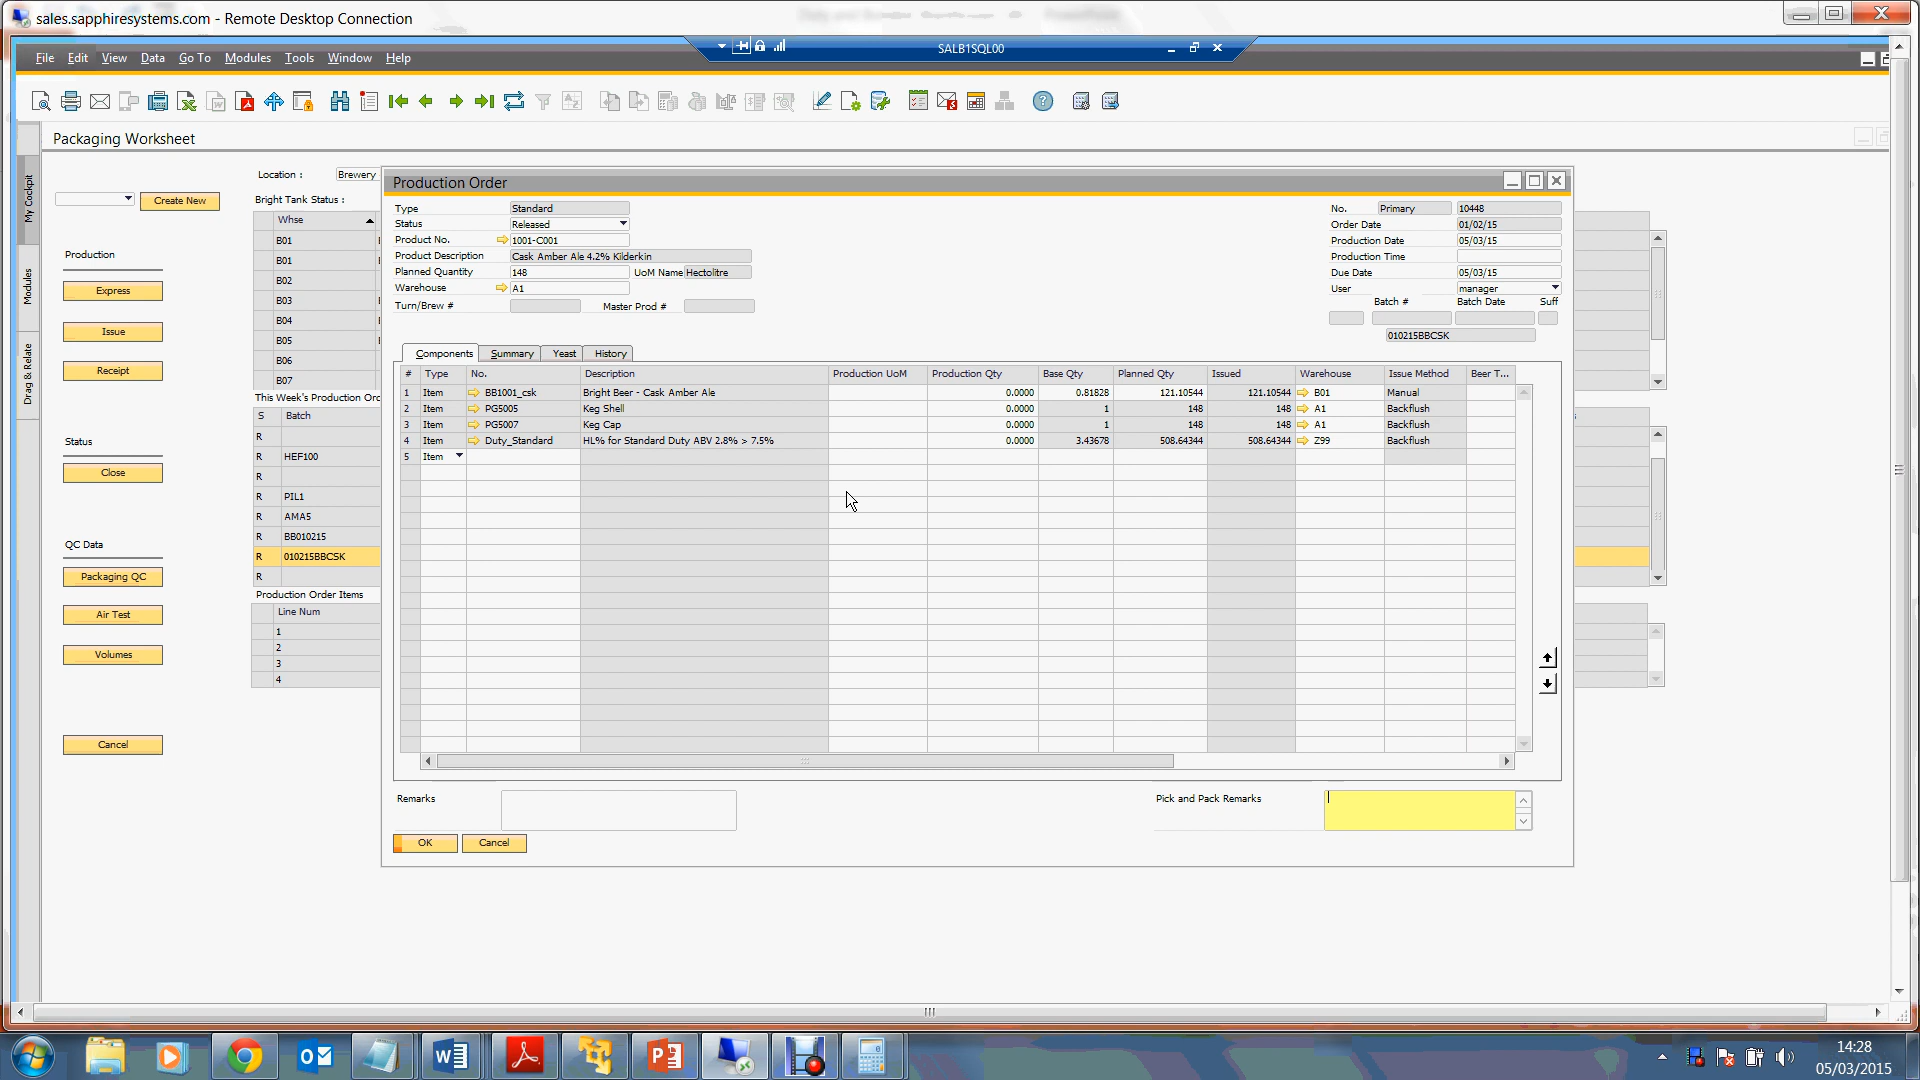 sales.sapphiresystems.com - Remote Desktop Connection
SALB1SQL00
File Edit View Data Go To Modules Tools Window Help
Packaging Worksheet
My Cockpit
Modules
Drag & Relate
Create New
Production
Express
Issue
Receipt
Status
Close
QC Data
Packaging QC
Air Test
Volumes
Cancel
Location : Brewery
Bright Tank Status :
Whse
B01
B01
B02
B03
B04
B05
B06
B07
This Week's Production Orc
S Batch
R
R HEF100
R
R PIL1
R AMA5
R BB010215
R 010215BBCSK
R
Production Order Items
Line Num
1
2
3
4
Production Order
Type Standard
Status Released
Product No. 1001-C001
Product Description Cask Amber Ale 4.2% Kilderkin
Planned Quantity 148 UoM Name Hectolitre
Warehouse A1
Turn/Brew # Master Prod #
No. Primary 10448
Order Date 01/02/15
Production Date 05/03/15
Production Time
Due Date 05/03/15
User manager
Batch # Batch Date Suff
010215BBCSK
Components Summary Yeast History
# Type No. Description Production UoM Production Qty Base Qty Planned Qty Issued Warehouse Issue Method Beer T...
1 Item BB1001_csk Bright Beer - Cask Amber Ale 0.0000 0.81828 121.10544 121.10544 B01 Manual
2 Item PG5005 Keg Shell 0.0000 1 148 148 A1 Backflush
3 Item PG5007 Keg Cap 0.0000 1 148 148 A1 Backflush
4 Item Duty_Standard HL% for Standard Duty ABV 2.8% > 7.5% 0.0000 3.43678 508.64344 508.64344 Z99 Backflush
5 Item
Remarks
Pick and Pack Remarks
OK Cancel
14:28
05/03/2015